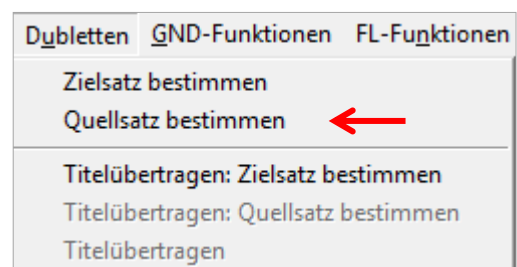 Dubletten GND-Funktionen FL-Funktionen
Zielsatz bestimmen
Quellsatz bestimmen
Titelübertragen: Zielsatz bestimmen
Titelübertragen: Quellsatz bestimmen
Titelübertragen